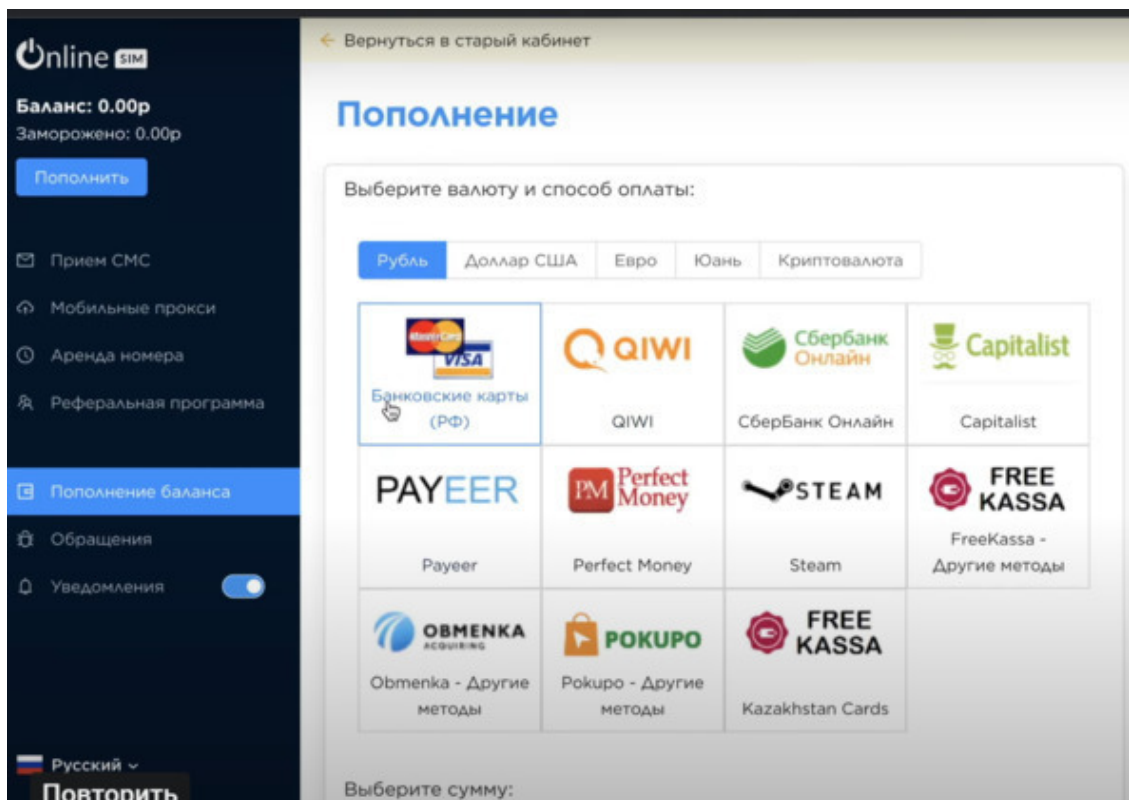 Online SIM
Баланс: 0.00р
Заморожено: 0.00р
Пополнить
Прием СМС
Мобильные прокси
Аренда номера
Реферальная программа
Пополнение баланса
Обращения
Уведомления
Русский
Повторить
Вернуться в старый кабинет
Пополнение
Выберите валюту и способ оплаты:
Рубль Доллар США Евро Юань Криптовалюта
MasterCard
VISA
Банковские карты
(РФ)
QIWI
QIWI
Сбербанк
Онлайн
СберБанк Онлайн
Capitalist
Capitalist
PAYEER
Payeer
PM Perfect
Money
Perfect Money
STEAM
Steam
FREE
KASSA
FreeKassa -
Другие методы
OBMENKA
ACQUIRING
Obmenka - Другие
методы
POKUPO
Pokupo - Другие
методы
FREE
KASSA
Kazakhstan Cards
Выберите сумму: